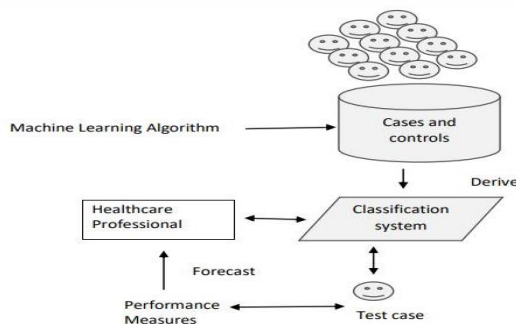 Cases and
controls
Machine Learning Algorithm
Derive
Healthcare
Professional
Classification
system
Forecast
Performance
Measures
Test case